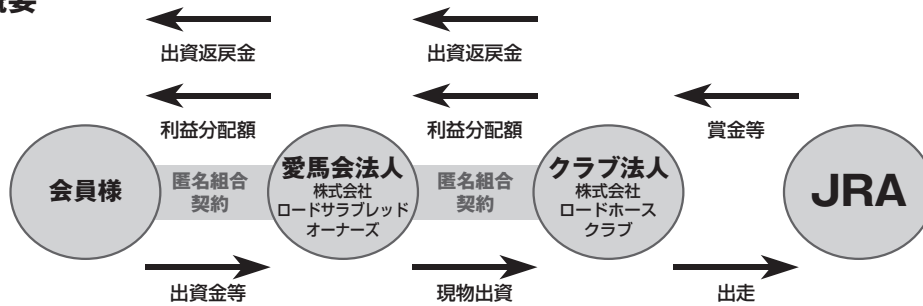 出資返戻金
出資返戻金
利益分配額
利益分配額
賞金等
会員様
匿名組合
契約
愛馬会法人
株式会社
ロードサラブレッド
オーナーズ
匿名組合
契約
クラブ法人
株式会社
ロードホース
クラブ
JRA
出資金等
現物出資
出走